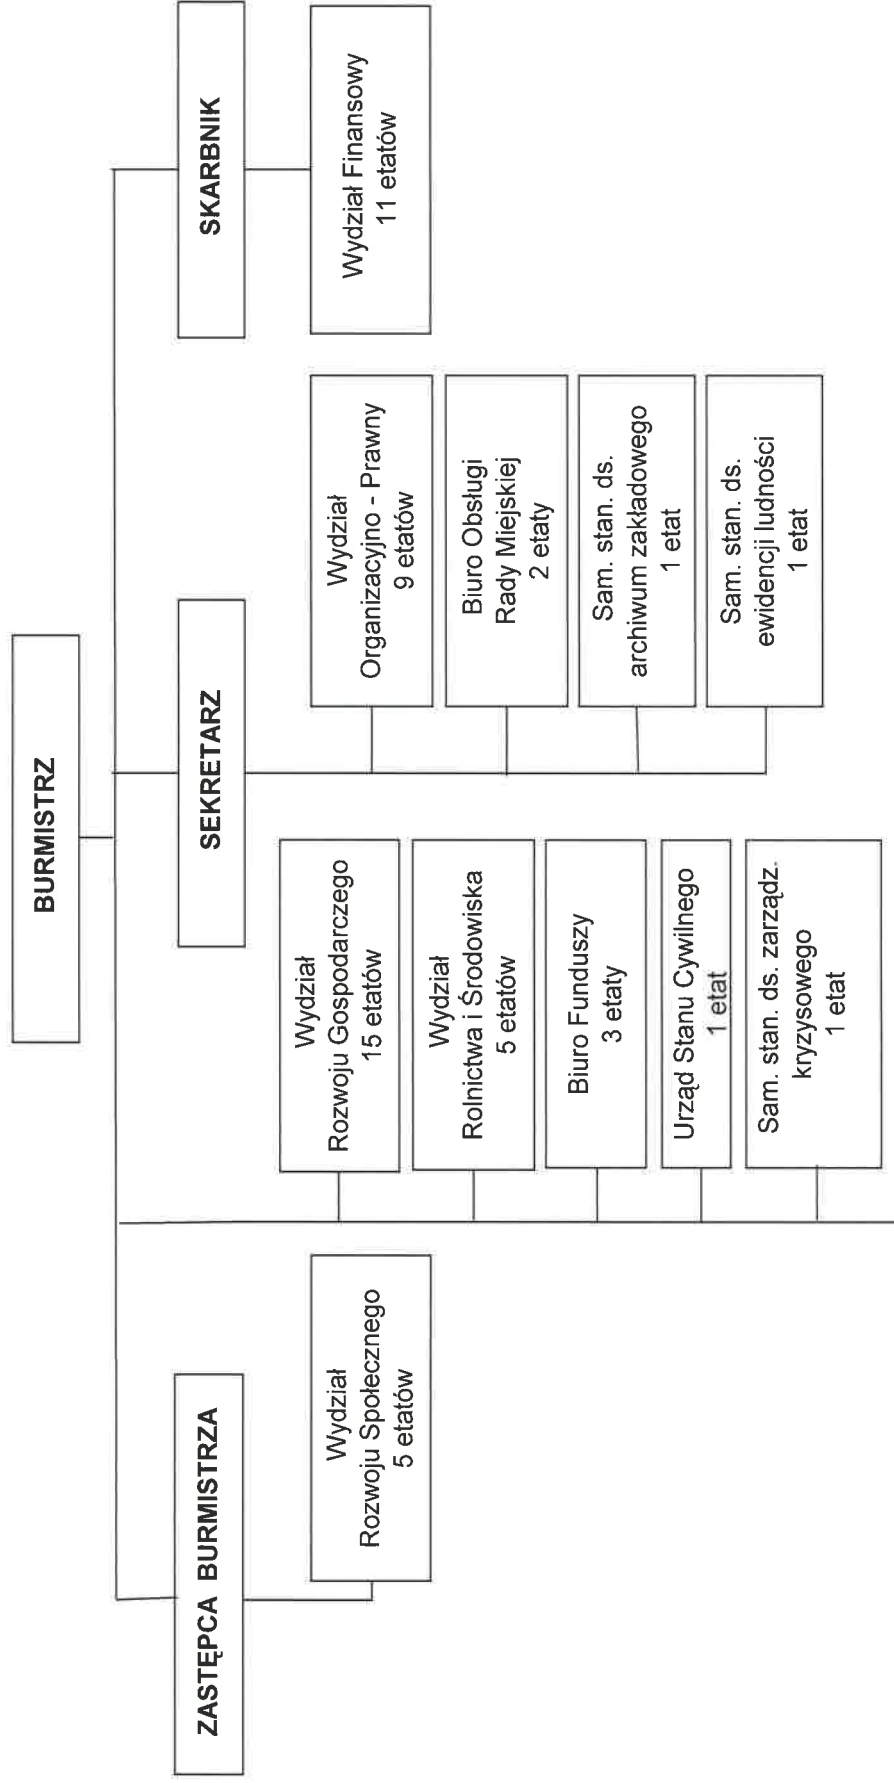 BURMISTRZ
ZASTĘPCA BURMISTRZA
SEKRETARZ
SKARBNIK
Wydział
Rozwoju Społecznego
5 etatów
Wydział
Rozwoju Gospodarczego
15 etatów
Wydział
Rolnictwa i Środowiska
5 etatów
Biuro Funduszy
3 etaty
Urząd Stanu Cywilnego
1 etat
Sam. stan. ds. zarządz.
kryzysowego
1 etat
Wydział
Organizacyjno - Prawny
9 etatów
Biuro Obsługi
Rady Miejskiej
2 etaty
Sam. stan. ds.
archiwum zakładowego
1 etat
Sam. stan. ds.
ewidencji ludności
1 etat
Wydział Finansowy
11 etatów